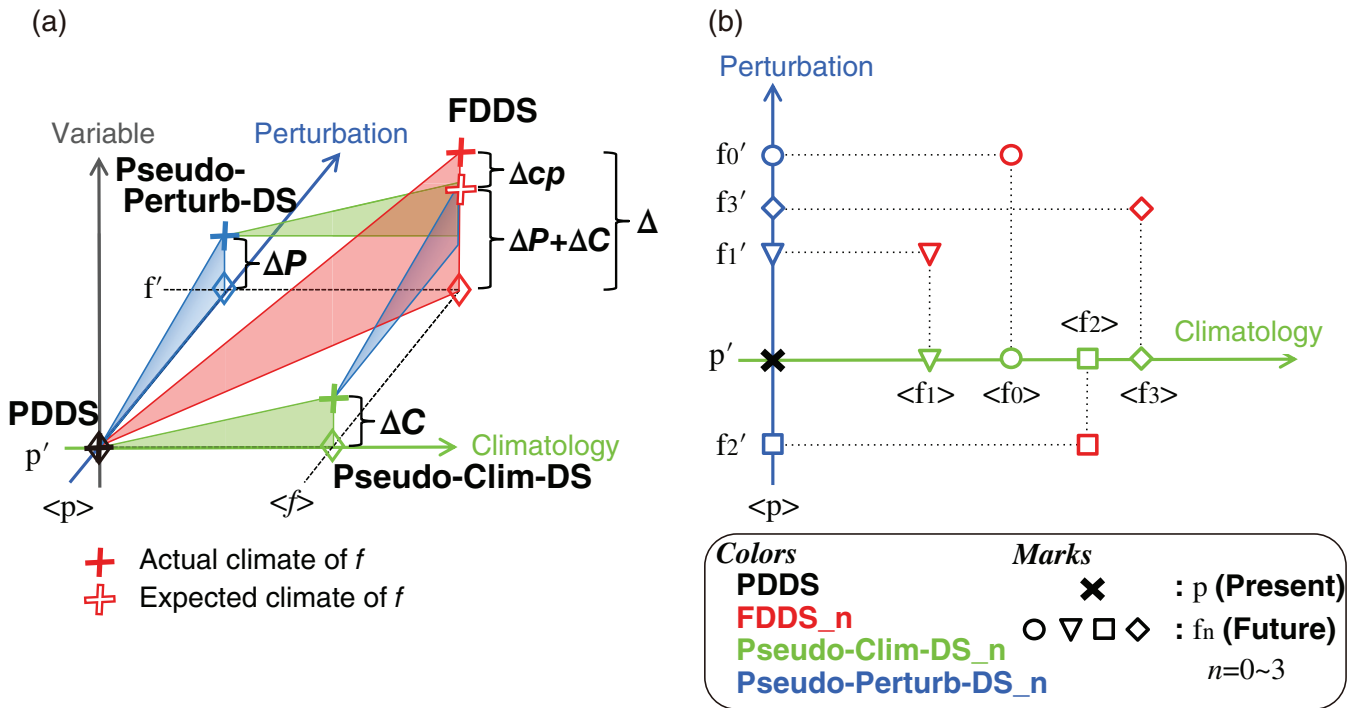 (a)
Variable
Perturbation
FDDS
Pseudo-
Perturb-DS
Δcp
Δ
ΔP+ΔC
ΔP
f′
PDDS
ΔC
p′
Climatology
Pseudo-Clim-DS
<p>
<f>
Actual climate of f
Expected climate of f
(b)
Perturbation
f0′
f3′
f1′
<f2>
Climatology
p′
<f1>
<f0>
<f3>
f2′
<p>
Colors
Marks
PDDS
: p (Present)
FDDS_n
: fn (Future)
Pseudo-Clim-DS_n
n=0~3
Pseudo-Perturb-DS_n